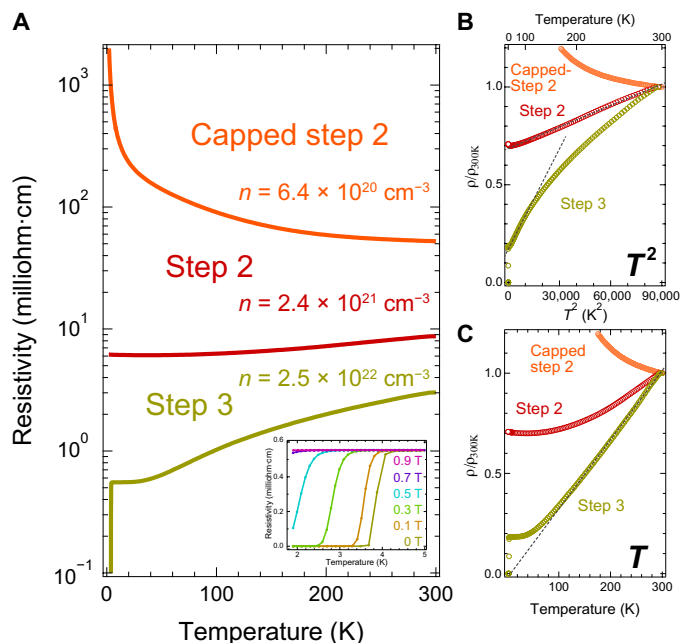 A
Resistivity (milliohm·cm)
10³
10²
10¹
10⁰
10⁻¹
Capped step 2
n = 6.4 × 10²⁰ cm⁻³
Step 2
n = 2.4 × 10²¹ cm⁻³
Step 3
n = 2.5 × 10²² cm⁻³
Resistivity (milliohm·cm)
0.6
0.4
0.2
0.0
0.9 T
0.7 T
0.5 T
0.3 T
0.1 T
0 T
2 3 4 5
Temperature (K)
0 100 200 300
Temperature (K)
B
Temperature (K)
0 100 200 300
ρ/ρ300K
1.0
0.5
0.0
Capped-
Step 2
Step 2
Step 3
T²
0 30,000 60,000 90,000
T² (K²)
C
ρ/ρ300K
1.0
0.5
0.0
Capped
step 2
Step 2
Step 3
T
0 100 200 300
Temperature (K)